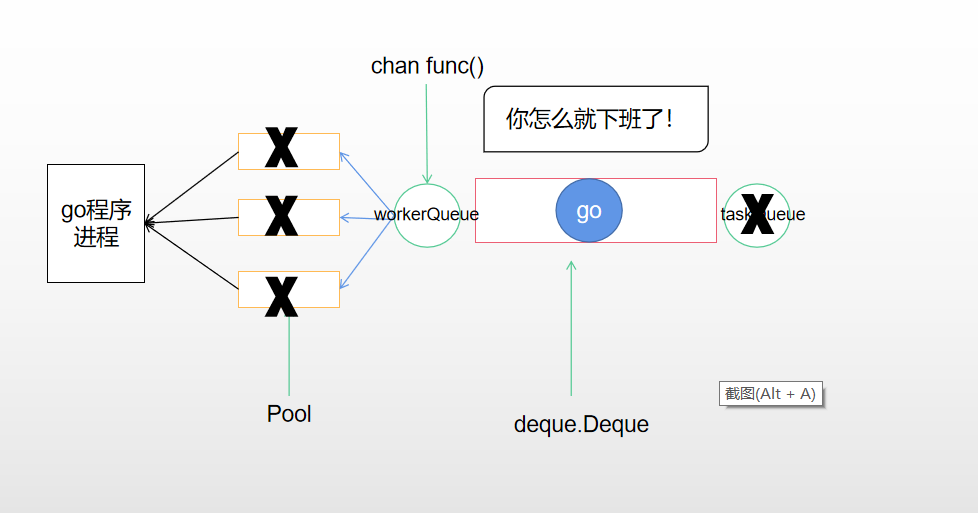 chan func()
你怎么就下班了！
go程序
进程
X
X
X
workerQueue
go
taskQueue
X
Pool
deque.Deque
截图(Alt + A)